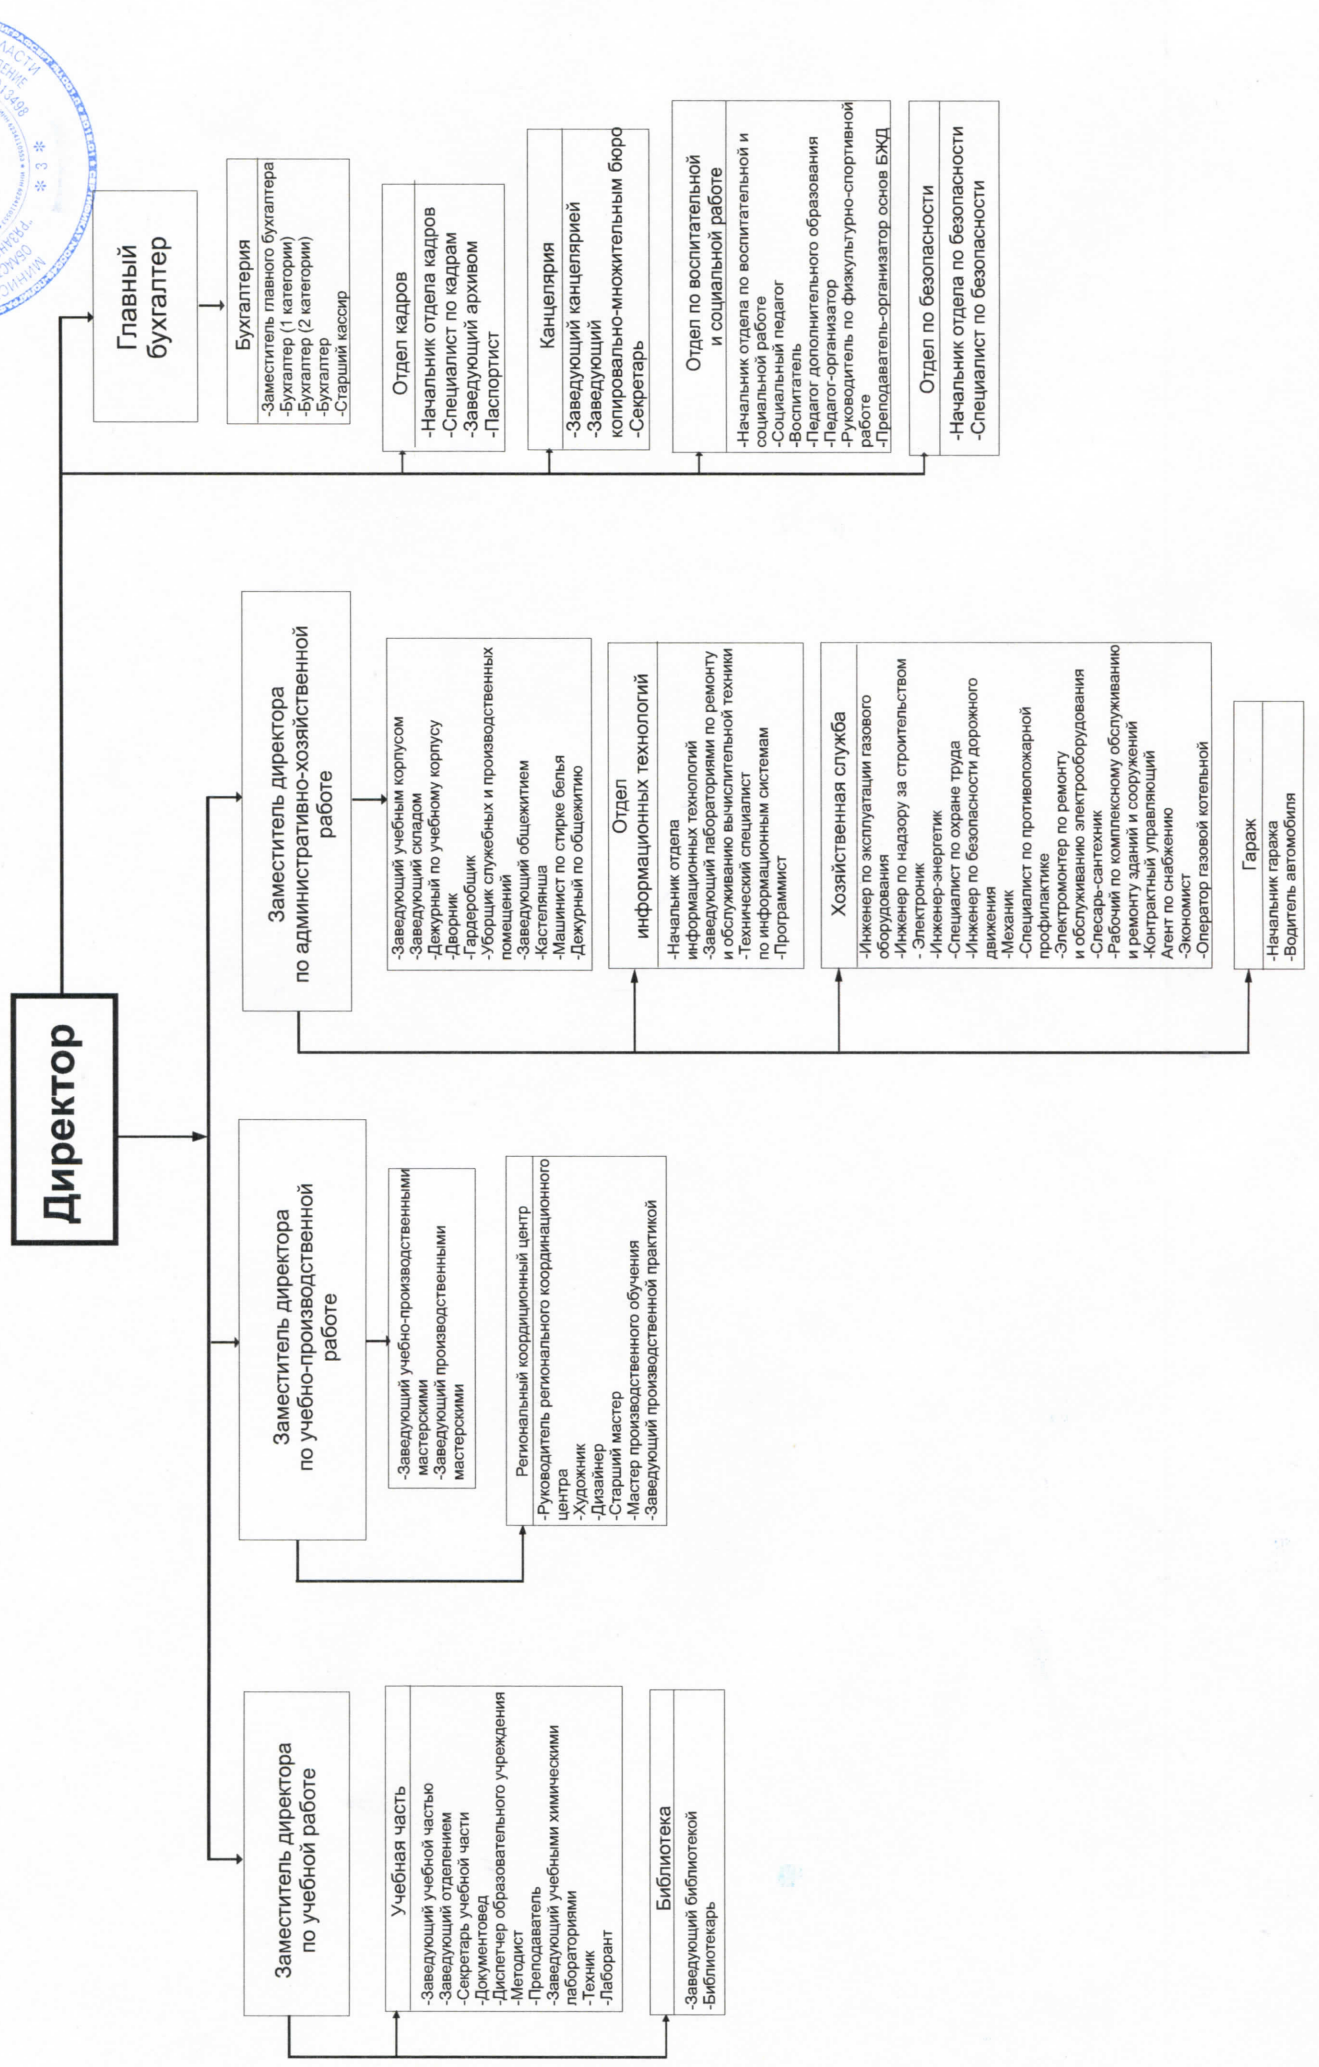 Директор
Заместитель директора
по учебной работе
Учебная часть
-Заведующий учебной частью
-Заведующий отделением
-Секретарь учебной части
-Документовед
-Диспетчер образовательного учреждения
-Методист
-Преподаватель
-Заведующий учебными химическими
лабораториями
-Техник
-Лаборант
Библиотека
-Заведующий библиотекой
-Библиотекарь
Заместитель директора
по учебно-производственной
работе
-Заведующий учебно-производственными
мастерскими
-Заведующий производственными
мастерскими
Региональный координционный центр
-Руководитель регионального координационного
центра
-Художник
-Дизайнер
-Старший мастер
-Мастер производственного обучения
-Заведующий производственной практикой
Заместитель директора
по административно-хозяйственной
работе
-Заведующий учебным корпусом
-Заведующий складом
-Дежурный по учебному корпусу
-Дворник
-Гардеробщик
-Уборщик служебных и производственных
помещений
-Заведующий общежитием
-Кастелянша
-Машинист по стирке белья
-Дежурный по общежитию
Отдел
информационных технологий
-Начальник отдела
информационных технологий
-Заведующий лабораториями по ремонту
и обслуживанию вычислительной техники
-Технический специалист
по информационным системам
-Программист
Хозяйственная служба
-Инженер по эксплуатации газового
оборудования
-Инженер по надзору за строительством
- Электроник
-Инженер-энергетик
-Специалист по охране труда
-Инженер по безопасности дорожного
движения
-Механик
-Специалист по противопожарной
профилактике
-Электромонтер по ремонту
и обслуживанию электрооборудования
-Слесарь-сантехник
-Рабочий по комплексному обслуживанию
и ремонту зданий и сооружений
-Контрактный управляющий
Агент по снабжению
-Экономист
-Оператор газовой котельной
Гараж
-Начальник гаража
-Водитель автомобиля
Главный
бухгалтер
Бухгалтерия
-Заместитель главного бухгалтера
-Бухгалтер (1 категории)
-Бухгалтер (2 категории)
-Бухгалтер
-Старший кассир
Отдел кадров
-Начальник отдела кадров
-Специалист по кадрам
-Заведующий архивом
-Паспортист
Канцелярия
-Заведующий канцелярией
-Заведующий
копировально-множительным бюро
-Секретарь
Отдел по воспитательной
и социальной работе
-Начальник отдела по воспитательной и
социальной работе
-Социальный педагог
-Воспитатель
-Педагог дополнительного образования
-Педагог-организатор
-Руководитель по физкультурно-спортивной
работе
-Преподаватель-организатор основ БЖД
Отдел по безопасности
-Начальник отдела по безопасности
-Специалист по безопасности
* 3 *